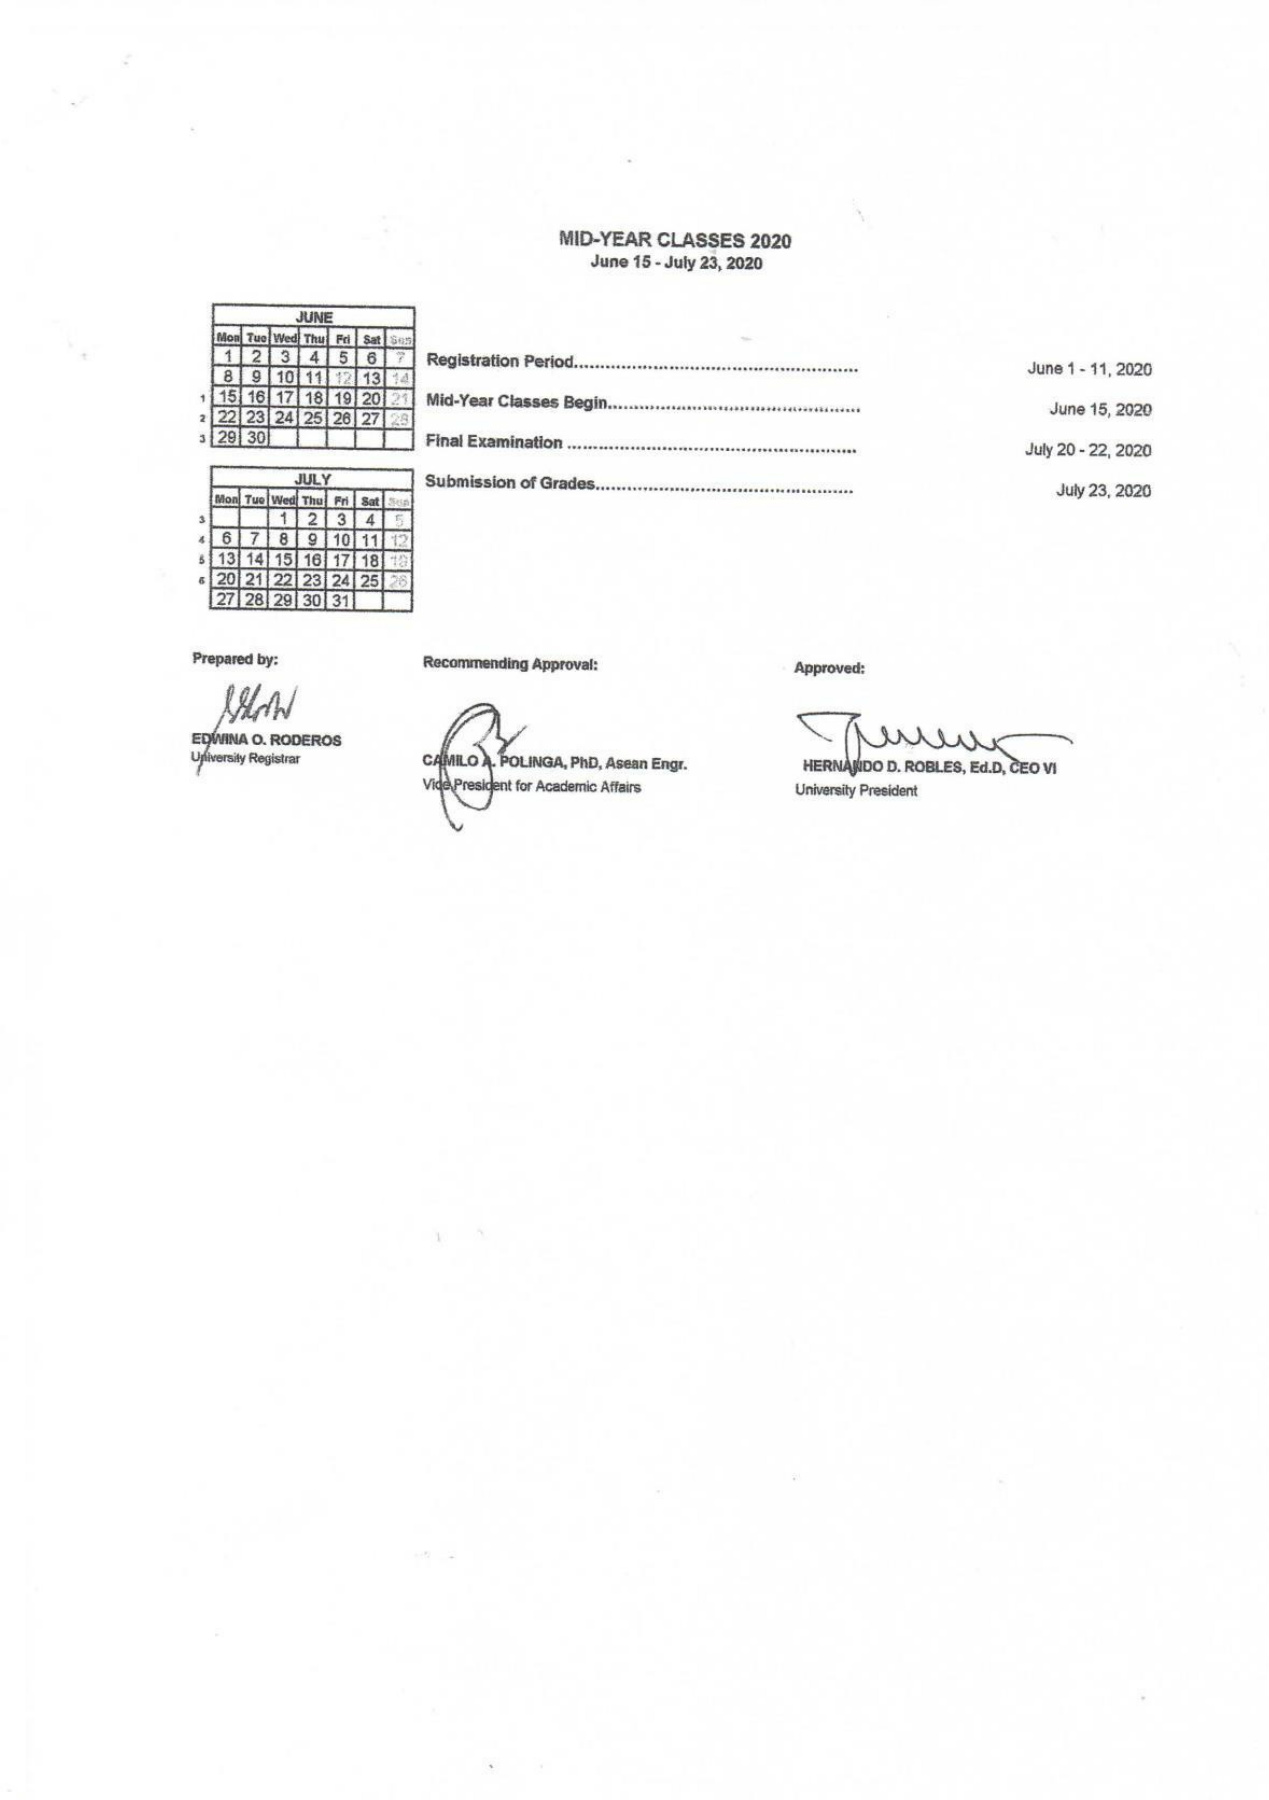 MID-YEAR CLASSES 2020
June 15 - July 23, 2020
JUNE
Mon Tue Wed Thu Fri Sat Sun
1 2 3 4 5 6 7
8 9 10 11 12 13 14
1 15 16 17 18 19 20 21
2 22 23 24 25 26 27 28
3 29 30
JULY
Mon Tue Wed Thu Fri Sat Sun
3 1 2 3 4 5
4 6 7 8 9 10 11 12
5 13 14 15 16 17 18 19
6 20 21 22 23 24 25 26
27 28 29 30 31
Registration Period.................................................... June 1 - 11, 2020
Mid-Year Classes Begin.............................................. June 15, 2020
Final Examination ..................................................... July 20 - 22, 2020
Submission of Grades................................................ July 23, 2020
Prepared by:
EDWINA O. RODEROS
University Registrar
Recommending Approval:
CAMILO A. POLINGA, PhD, Asean Engr.
Vice President for Academic Affairs
Approved:
HERNANDO D. ROBLES, Ed.D, CEO VI
University President